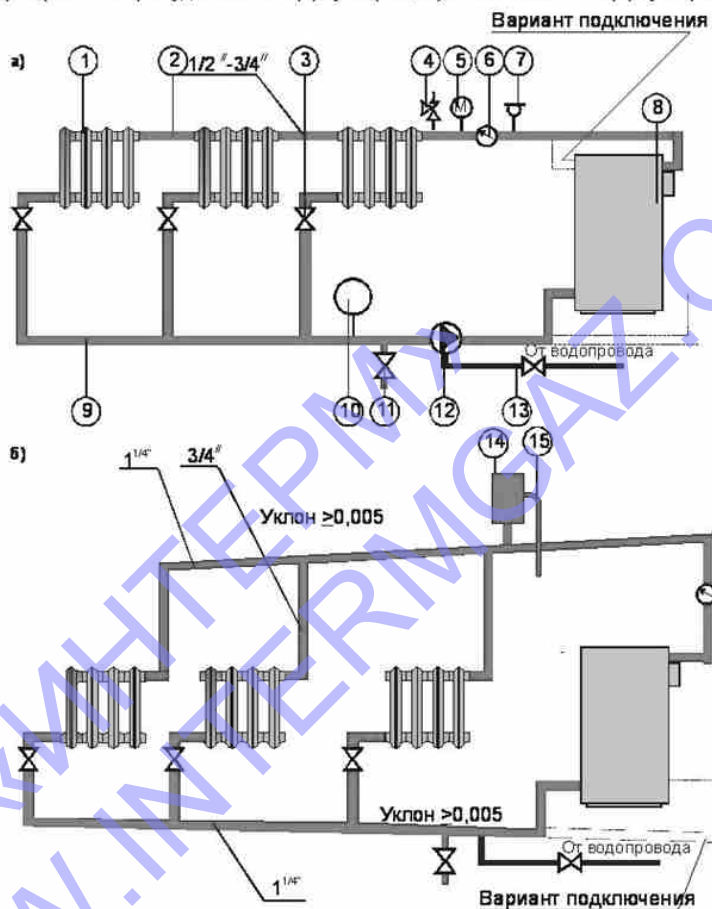 Вариант подключения
а)
1
2
1/2 "-3/4"
3
4
5
6
7
М
8
От водопровода
9
10
11
12
13
б)
1 1/4"
3/4"
14
15
Уклон ≥0,005
Уклон >0,005
От водопровода
1 1/4"
Вариант подключения